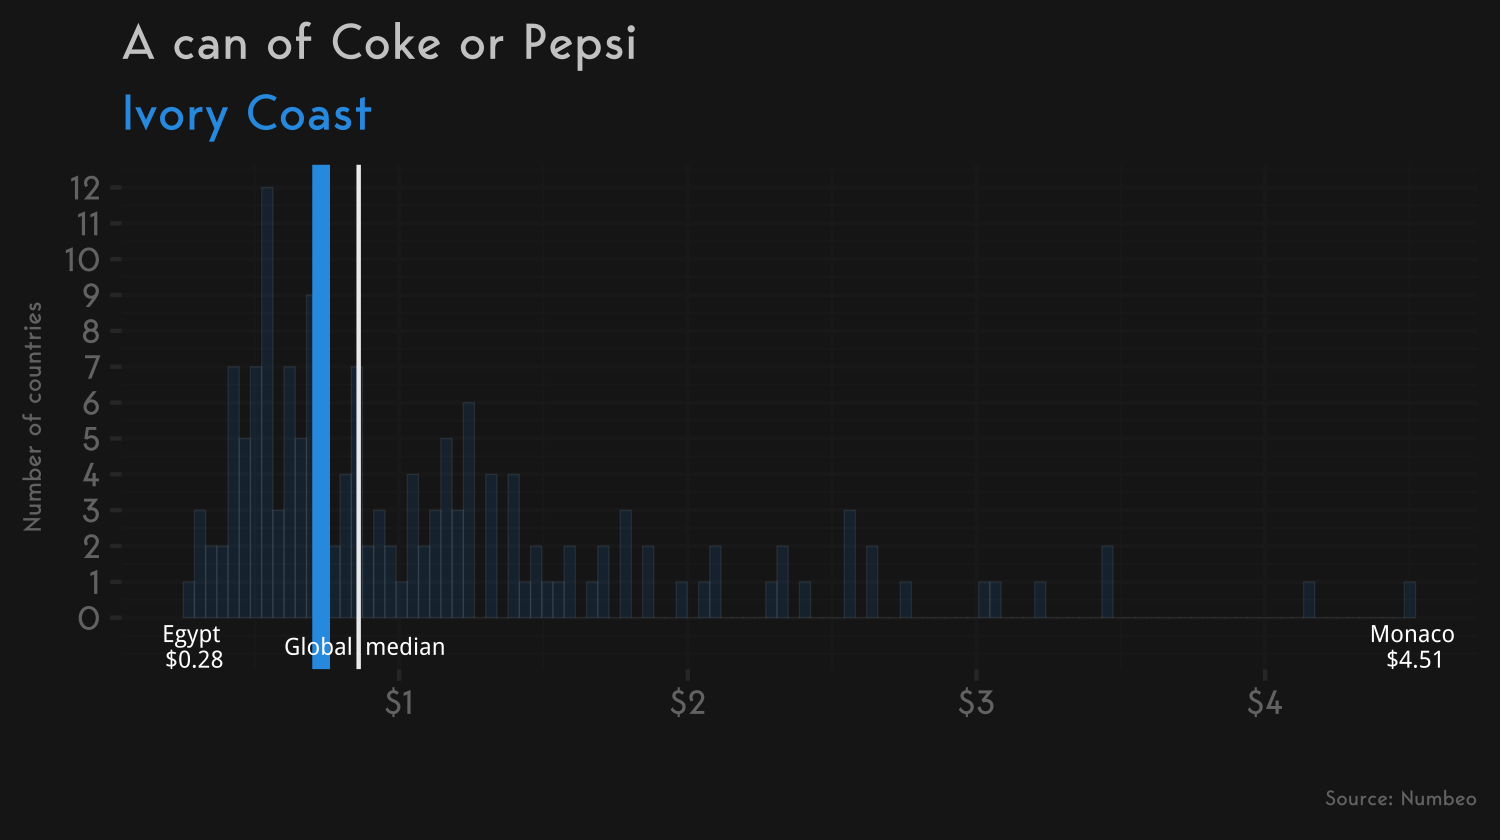 A can of Coke or Pepsi
Ivory Coast
Number of countries
12
11
10
9
8
7
6
5
4
3
2
1
0
Egypt
$0.28
Global median
Monaco
$4.51
$1
$2
$3
$4
Source: Numbeo